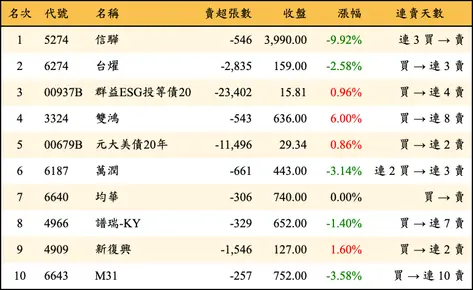 名次 代號 名稱 賣超張數 收盤 漲幅 連賣天數
1 5274 信驊 -546 3,990.00 -9.92% 連 3 買 → 賣
2 6274 台燿 -2,835 159.00 -2.58% 買 → 連 3 賣
3 00937B 群益ESG投等債20 -23,402 15.81 0.96% 買 → 連 4 賣
4 3324 雙鴻 -543 636.00 6.00% 買 → 連 8 賣
5 00679B 元大美債20年 -11,496 29.34 0.86% 買 → 連 2 賣
6 6187 萬潤 -661 443.00 -3.14% 連 2 買 → 連 3 賣
7 6640 均華 -306 740.00 0.00% 買 → 賣
8 4966 譜瑞-KY -329 652.00 -1.40% 買 → 連 7 賣
9 4909 新復興 -1,546 127.00 1.60% 買 → 連 2 賣
10 6643 M31 -257 752.00 -3.58% 買 → 連 10 賣